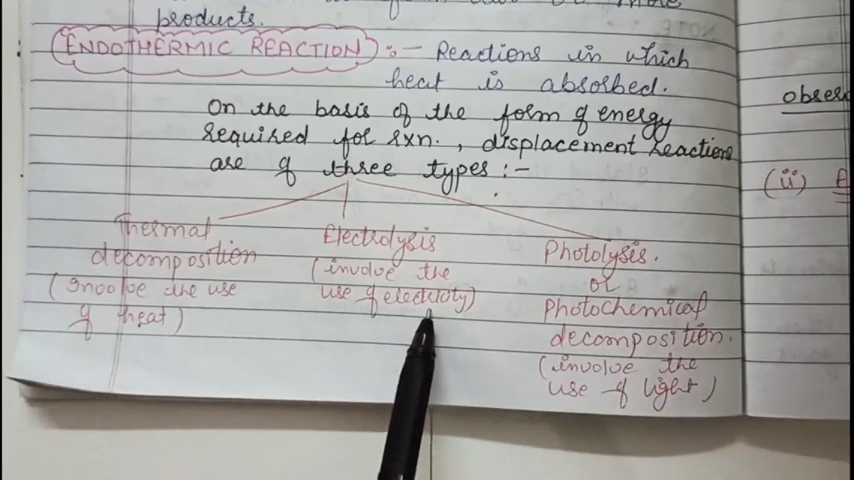 products.
ENDOTHERMIC REACTION :- Reactions in which
heat is absorbed.
On the basis of the form of energy
required for rxn., displacement reactions
are of three types :-
Thermal
decomposition
(Involve the use
of heat)
Electrolysis
(involve the
use of electricity)
Photolysis.
or
Photochemical
decomposition.
(involve the
use of light)
obser
(ii)